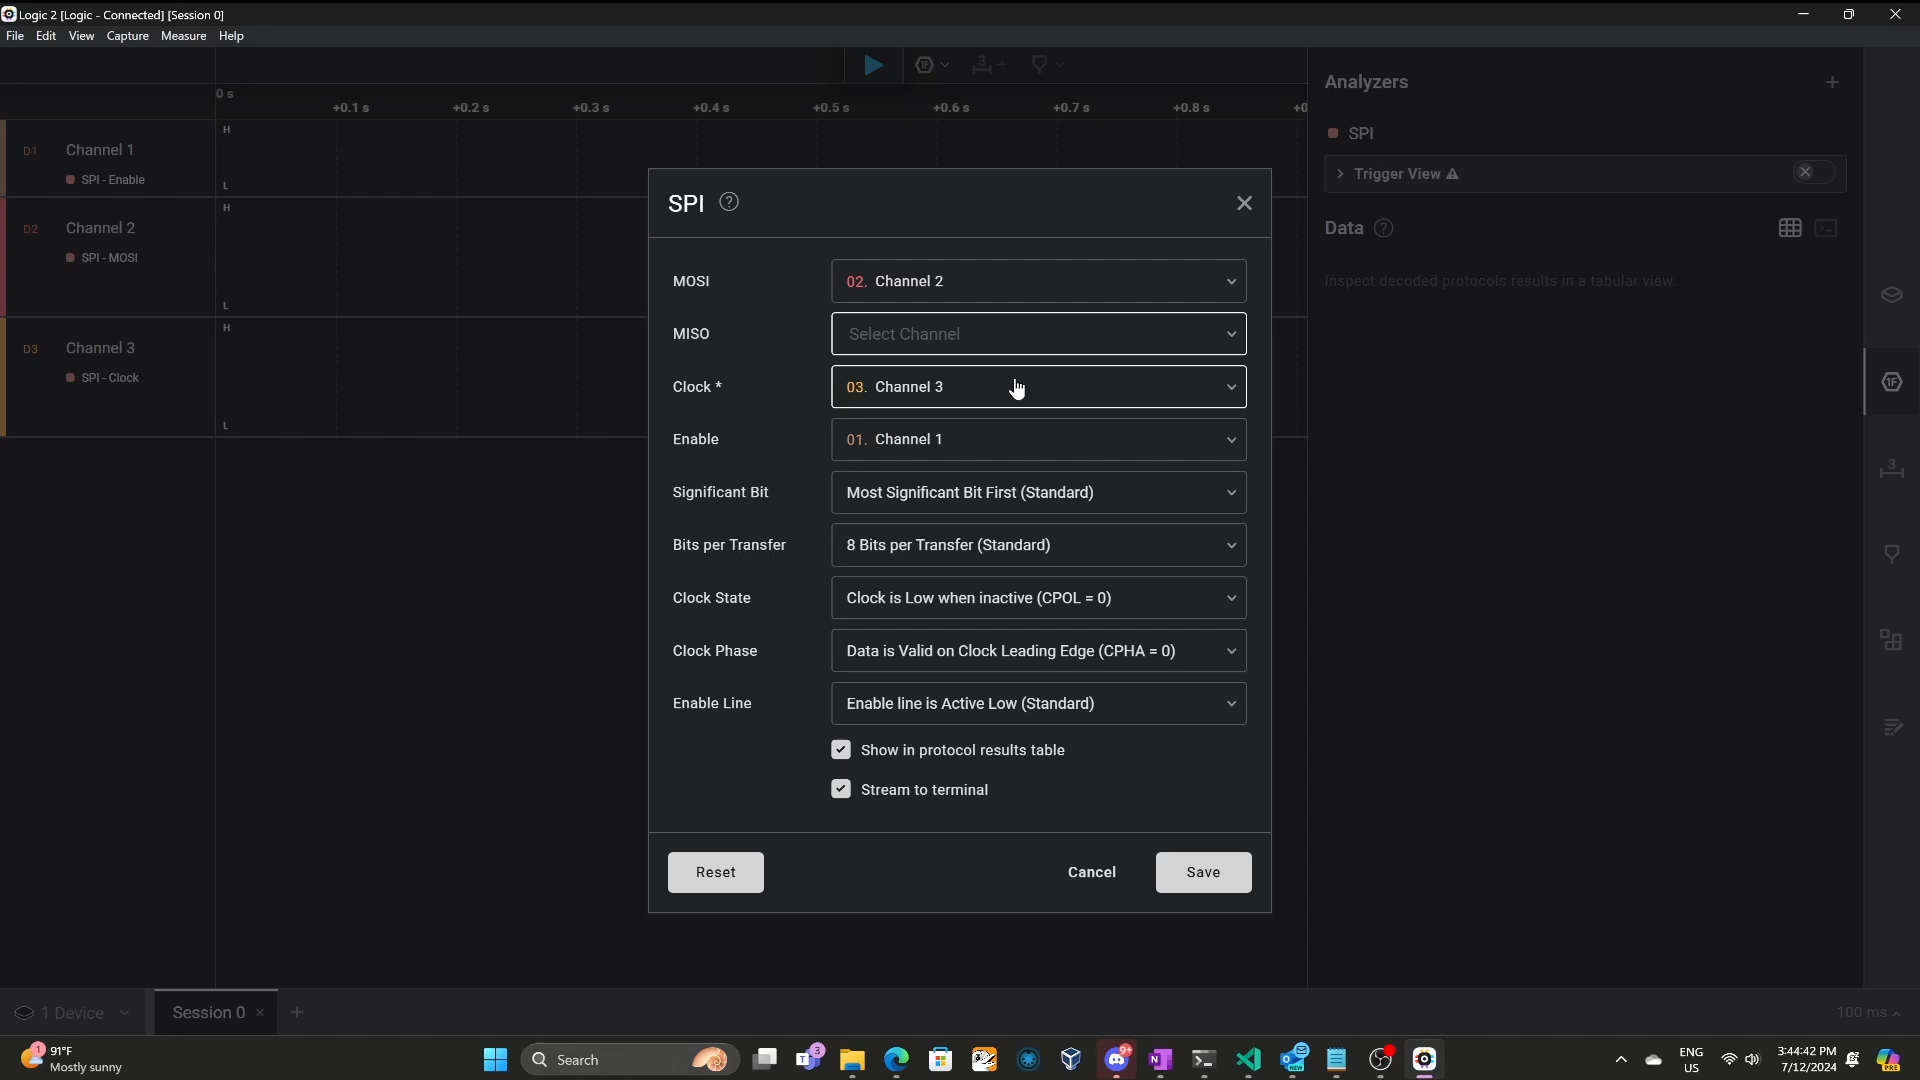 Logic 2 [Logic - Connected] [Session 0]
File Edit View Capture Measure Help
0 s
+0.1 s +0.2 s +0.3 s +0.4 s +0.5 s +0.6 s +0.7 s +0.8 s +0
D1 Channel 1
SPI - Enable
H
L
D2 Channel 2
SPI - MOSI
H
L
D3 Channel 3
SPI - Clock
H
L
SPI
MOSI 02. Channel 2
MISO Select Channel
Clock * 03. Channel 3
Enable 01. Channel 1
Significant Bit Most Significant Bit First (Standard)
Bits per Transfer 8 Bits per Transfer (Standard)
Clock State Clock is Low when inactive (CPOL = 0)
Clock Phase Data is Valid on Clock Leading Edge (CPHA = 0)
Enable Line Enable line is Active Low (Standard)
Show in protocol results table
Stream to terminal
Reset Cancel Save
Analyzers
SPI
Trigger View
Data
Inspect decoded protocols results in a tabular view.
1 Device Session 0
100 ms
1 91°F
Mostly sunny
Search
3
9+
NEW
ENG
US
3:44:42 PM
7/12/2024
PRE